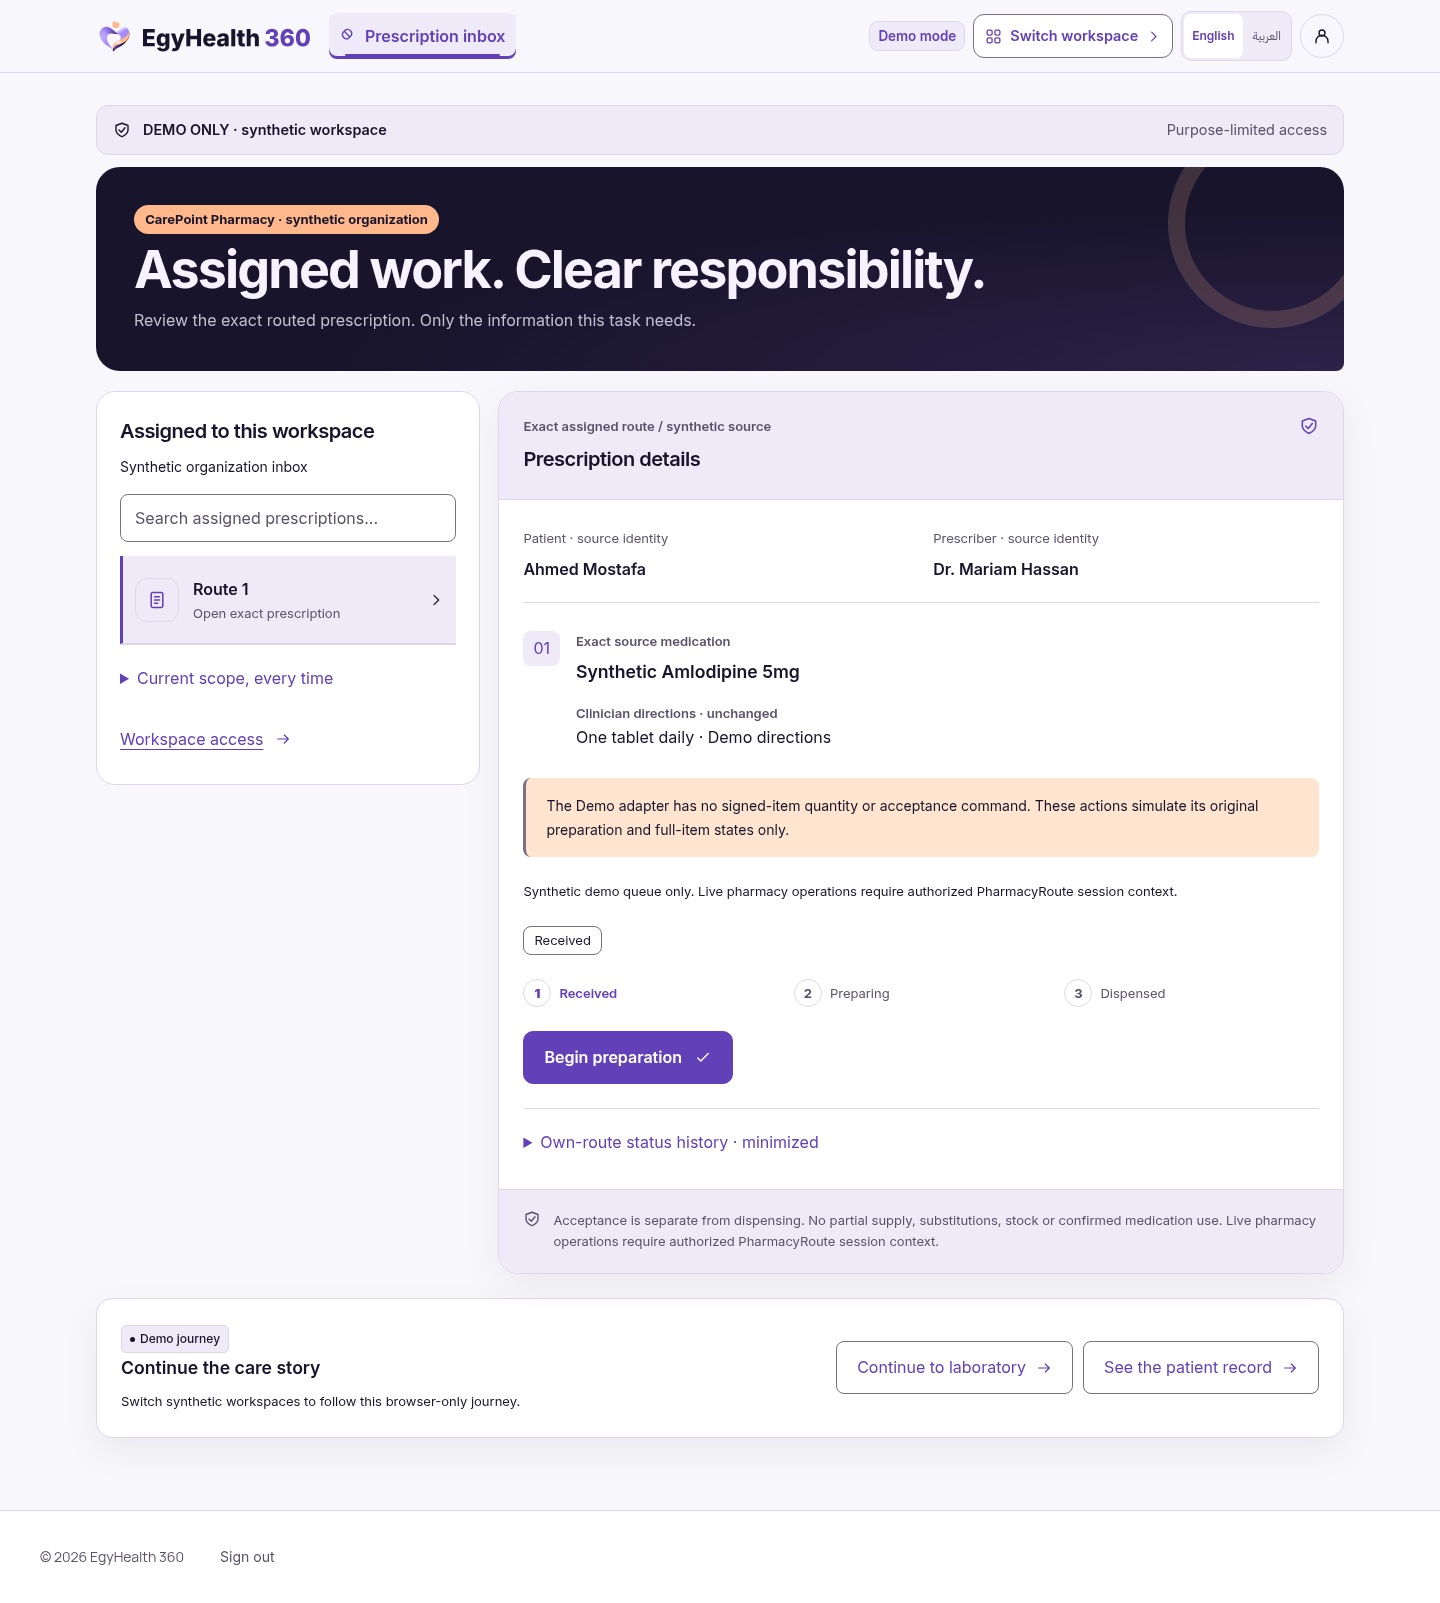 EgyHealth 360
Prescription inbox
Demo mode
Switch workspace
English
العربية
DEMO ONLY · synthetic workspace
Purpose-limited access
CarePoint Pharmacy · synthetic organization
Assigned work. Clear responsibility.
Review the exact routed prescription. Only the information this task needs.
Assigned to this workspace
Synthetic organization inbox
Search assigned prescriptions...
Route 1
Open exact prescription
Current scope, every time
Workspace access
Exact assigned route / synthetic source
Prescription details
Patient · source identity
Ahmed Mostafa
Prescriber · source identity
Dr. Mariam Hassan
01
Exact source medication
Synthetic Amlodipine 5mg
Clinician directions · unchanged
One tablet daily · Demo directions
The Demo adapter has no signed-item quantity or acceptance command. These actions simulate its original
preparation and full-item states only.
Synthetic demo queue only. Live pharmacy operations require authorized PharmacyRoute session context.
Received
1 Received
2 Preparing
3 Dispensed
Begin preparation
Own-route status history · minimized
Acceptance is separate from dispensing. No partial supply, substitutions, stock or confirmed medication use. Live pharmacy
operations require authorized PharmacyRoute session context.
Demo journey
Continue the care story
Switch synthetic workspaces to follow this browser-only journey.
Continue to laboratory
See the patient record
© 2026 EgyHealth 360
Sign out